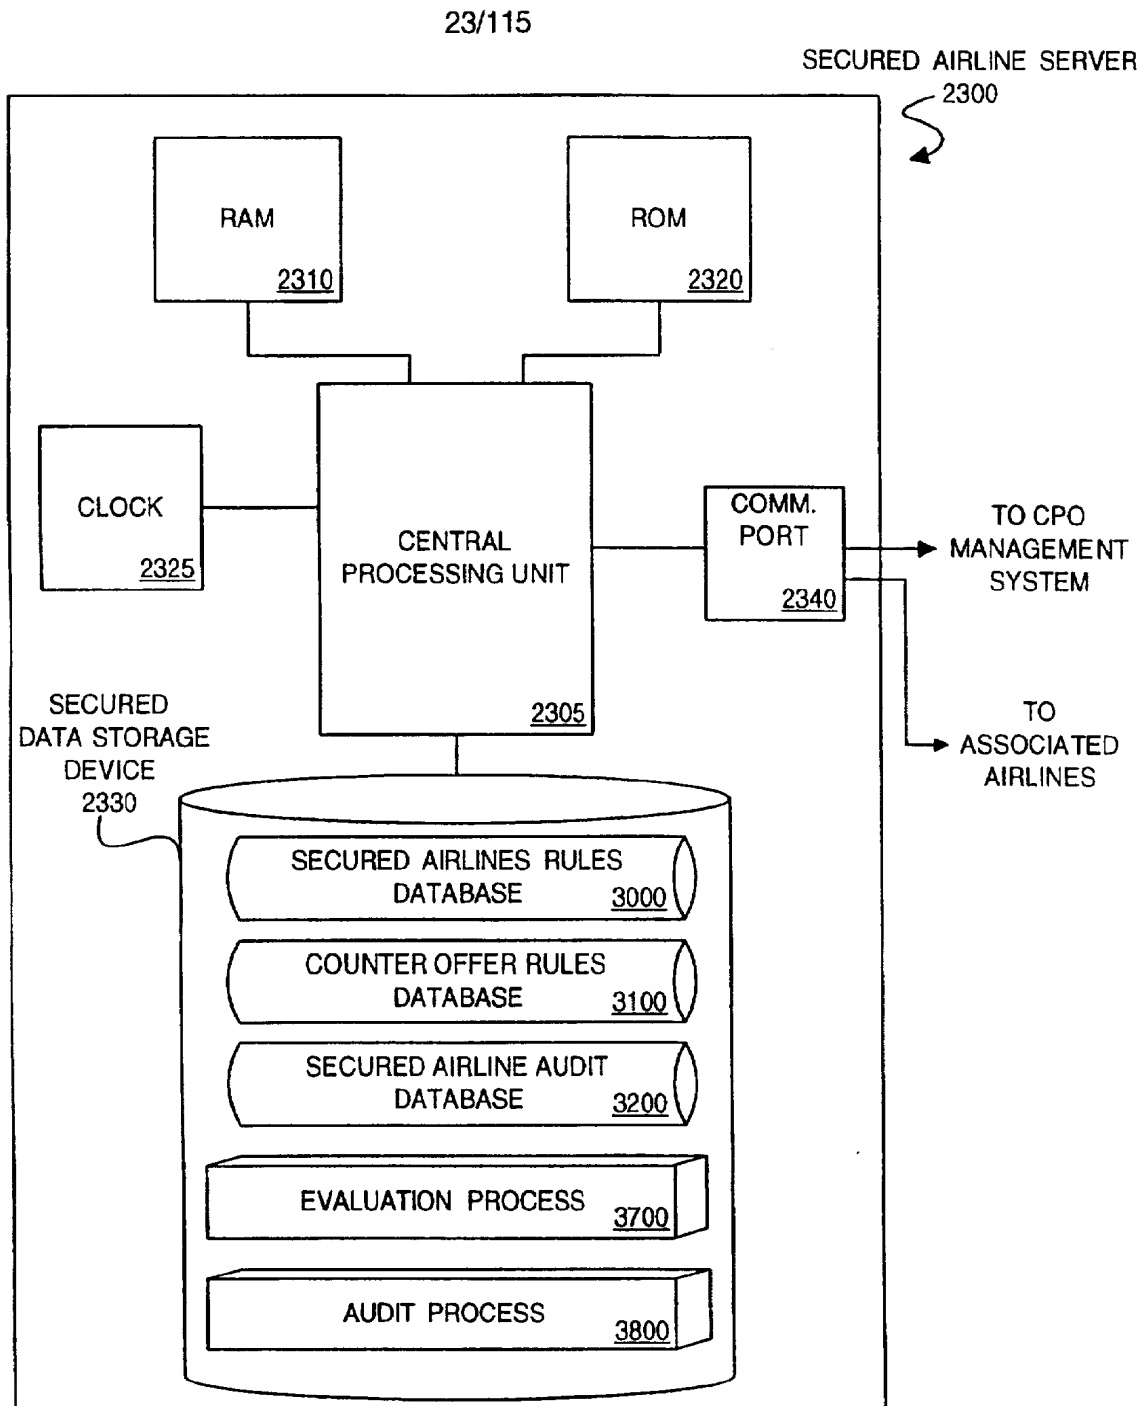 23/115
SECURED AIRLINE SERVER
2300
RAM
2310
ROM
2320
CLOCK
2325
CENTRAL
PROCESSING UNIT
2305
COMM.
PORT
2340
TO CPO
MANAGEMENT
SYSTEM
TO
ASSOCIATED
AIRLINES
SECURED
DATA STORAGE
DEVICE
2330
SECURED AIRLINES RULES
DATABASE 3000
COUNTER OFFER RULES
DATABASE 3100
SECURED AIRLINE AUDIT
DATABASE 3200
EVALUATION PROCESS 3700
AUDIT PROCESS 3800